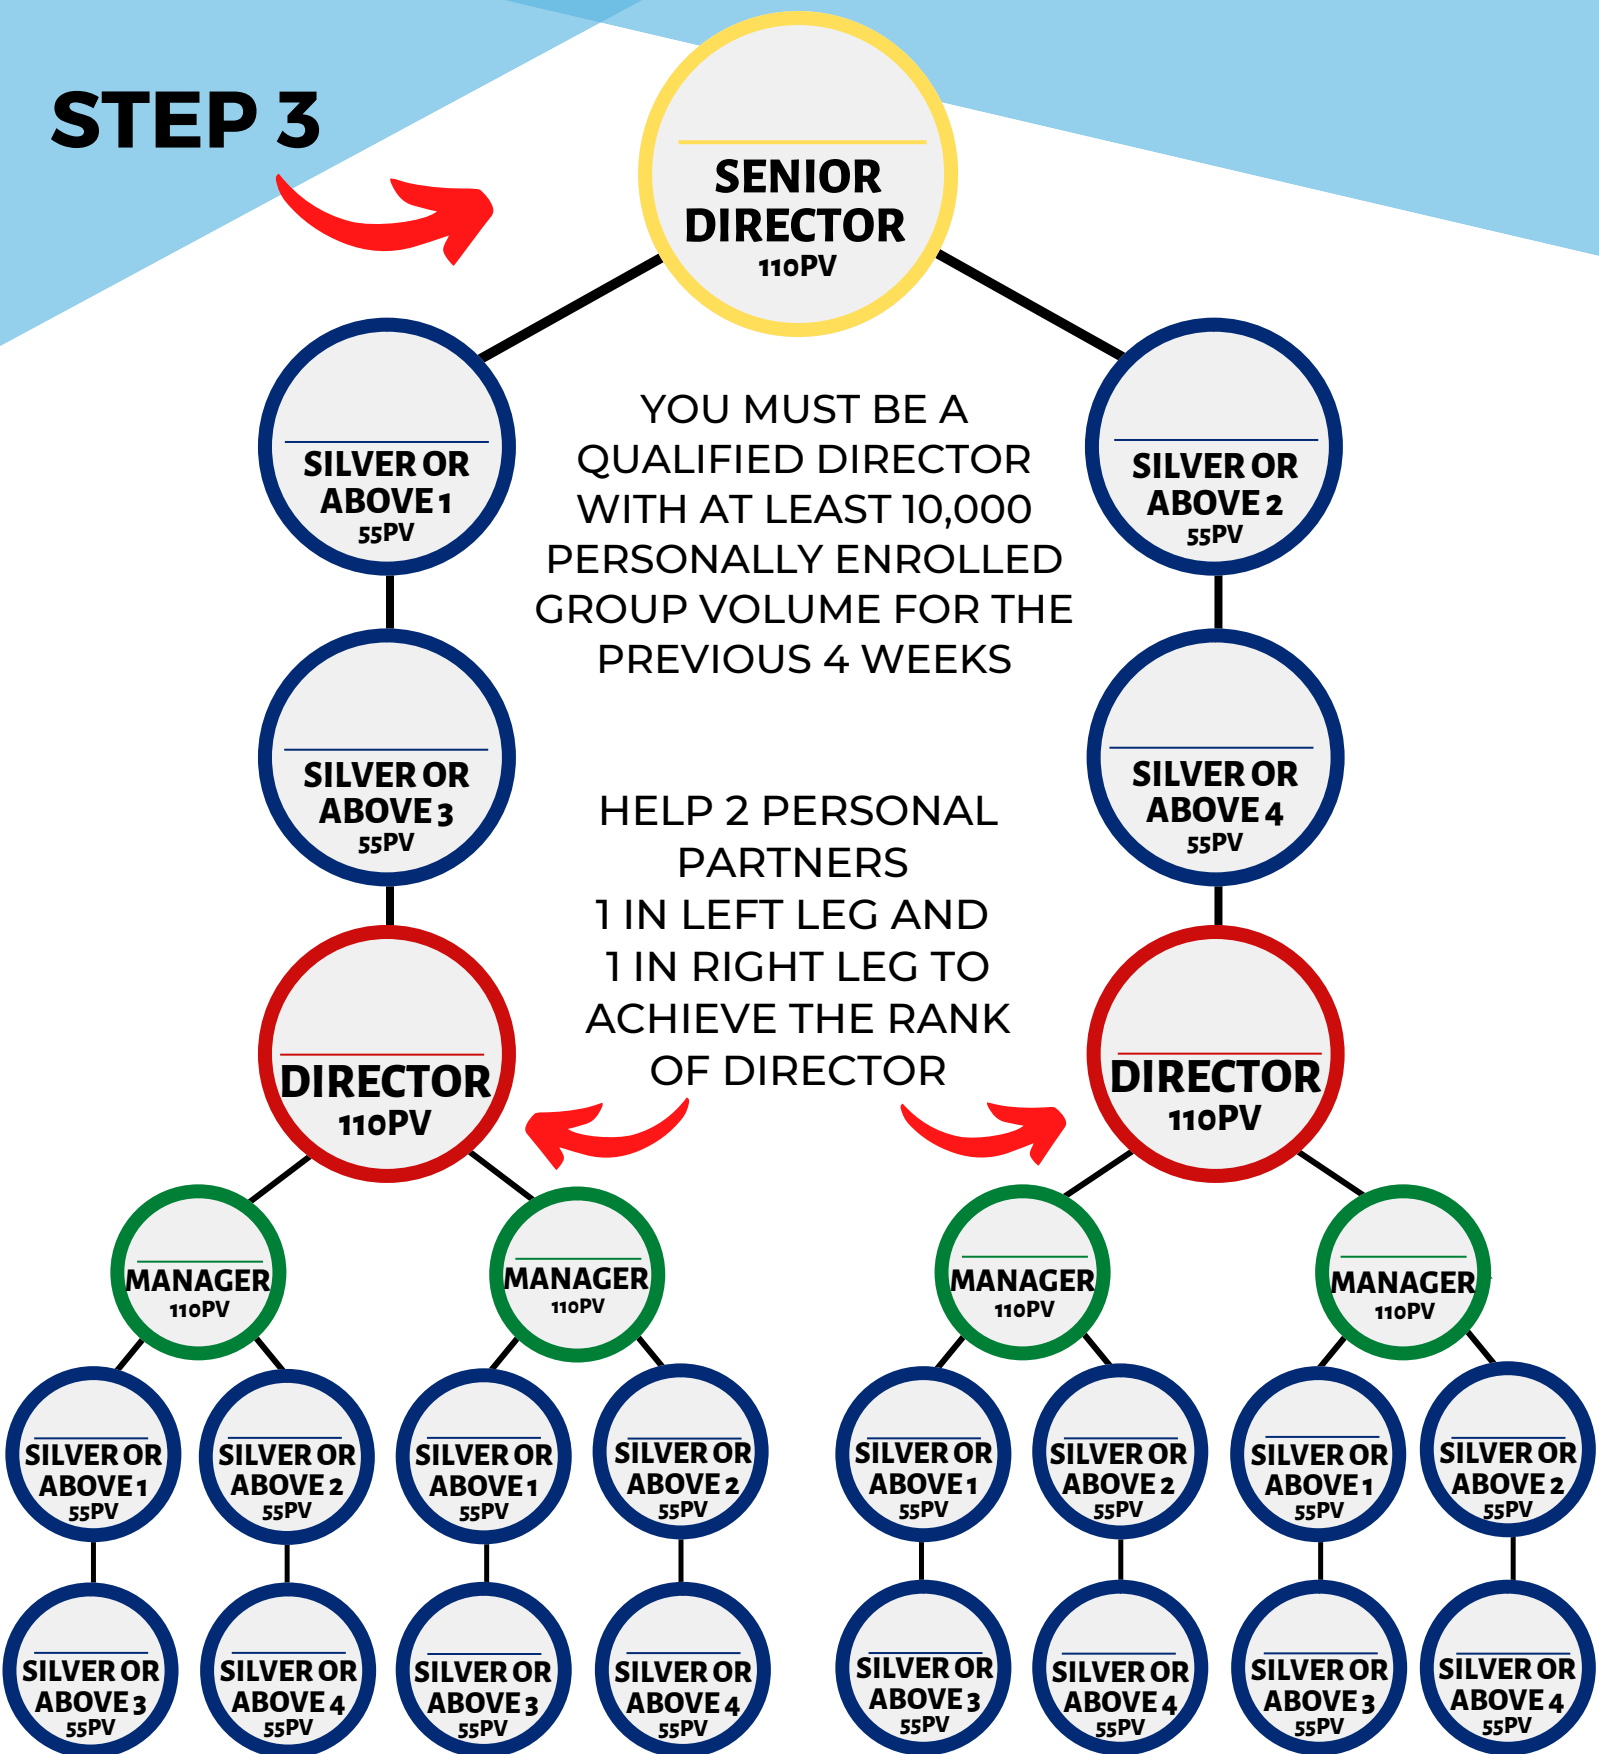 STEP 3
SENIOR
DIRECTOR
110PV
SILVER OR
ABOVE 1
55PV
SILVER OR
ABOVE 2
55PV
YOU MUST BE A
QUALIFIED DIRECTOR
WITH AT LEAST 10,000
PERSONALLY ENROLLED
GROUP VOLUME FOR THE
PREVIOUS 4 WEEKS
SILVER OR
ABOVE 3
55PV
SILVER OR
ABOVE 4
55PV
HELP 2 PERSONAL
PARTNERS
1 IN LEFT LEG AND
1 IN RIGHT LEG TO
ACHIEVE THE RANK
OF DIRECTOR
DIRECTOR
110PV
DIRECTOR
110PV
MANAGER
110PV
MANAGER
110PV
MANAGER
110PV
MANAGER
110PV
SILVER OR
ABOVE 1
55PV
SILVER OR
ABOVE 2
55PV
SILVER OR
ABOVE 1
55PV
SILVER OR
ABOVE 2
55PV
SILVER OR
ABOVE 1
55PV
SILVER OR
ABOVE 2
55PV
SILVER OR
ABOVE 1
55PV
SILVER OR
ABOVE 2
55PV
SILVER OR
ABOVE 3
55PV
SILVER OR
ABOVE 4
55PV
SILVER OR
ABOVE 3
55PV
SILVER OR
ABOVE 4
55PV
SILVER OR
ABOVE 3
55PV
SILVER OR
ABOVE 4
55PV
SILVER OR
ABOVE 3
55PV
SILVER OR
ABOVE 4
55PV